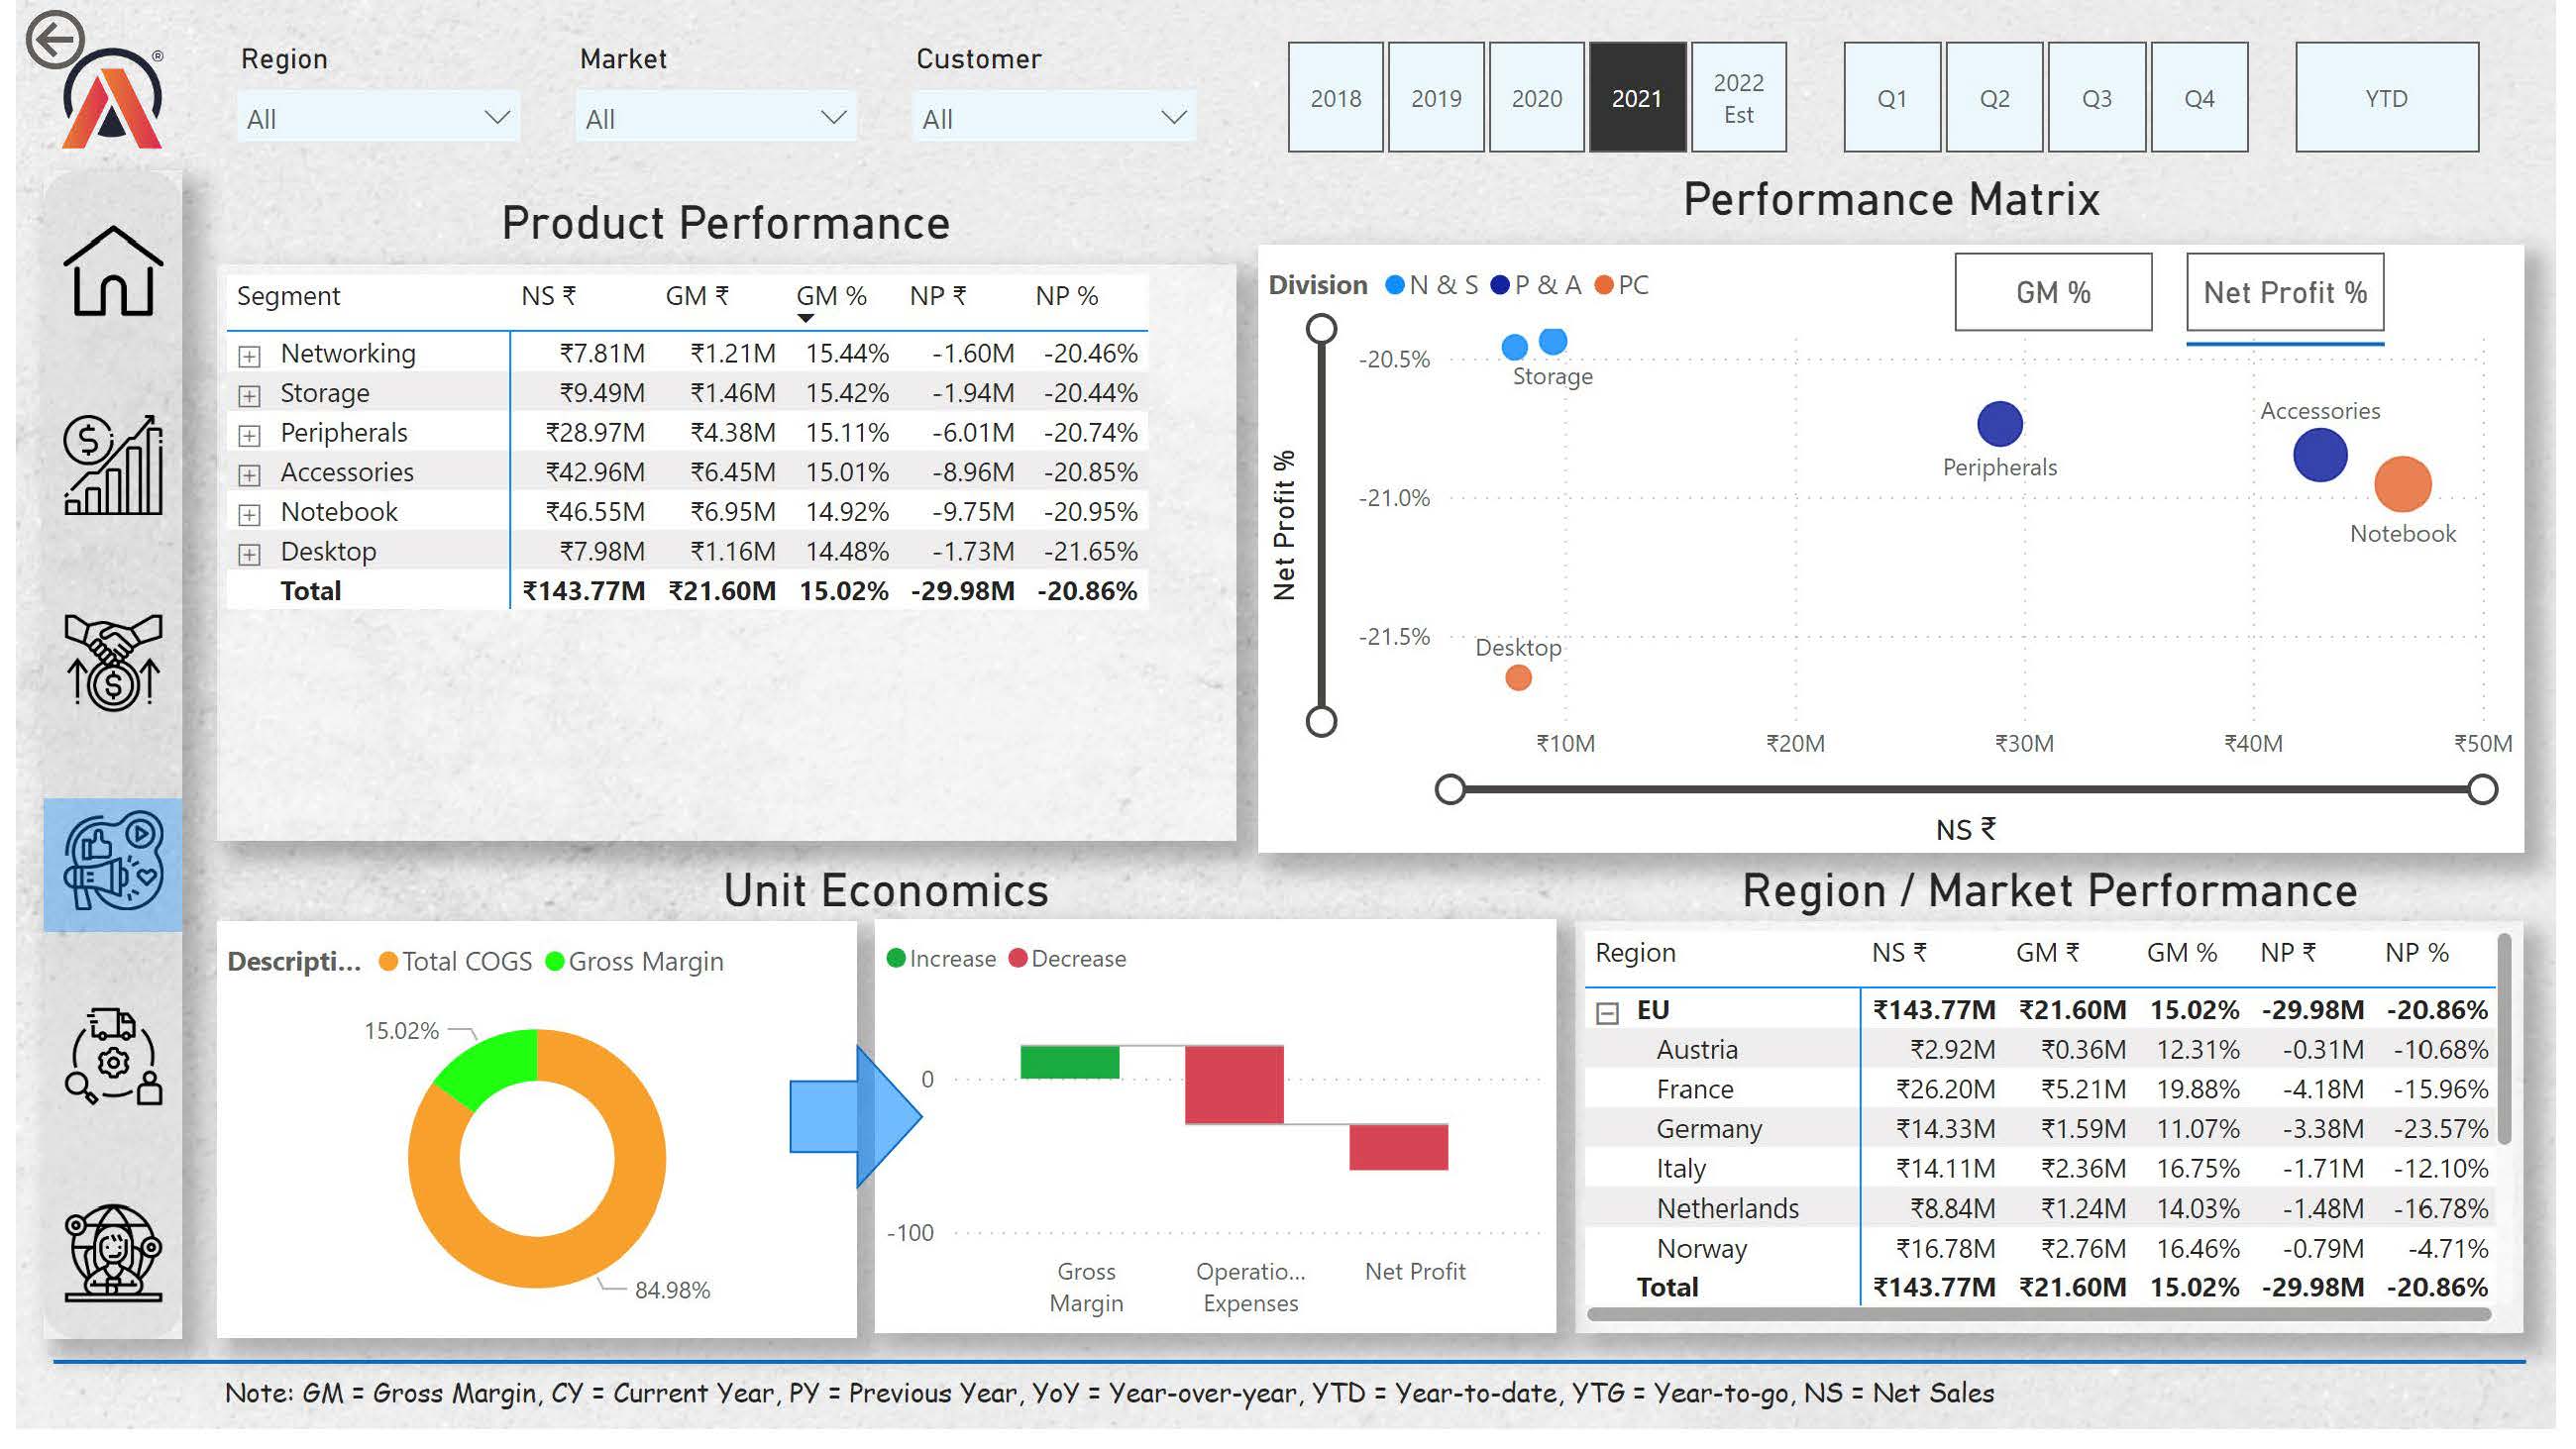 ®
Region Market Customer
All All All
2018 2019 2020 2021 2022 Est Q1 Q2 Q3 Q4 YTD
Product Performance
Segment NS ₹ GM ₹ GM % NP ₹ NP %
Networking ₹7.81M ₹1.21M 15.44% -1.60M -20.46%
Storage ₹9.49M ₹1.46M 15.42% -1.94M -20.44%
Peripherals ₹28.97M ₹4.38M 15.11% -6.01M -20.74%
Accessories ₹42.96M ₹6.45M 15.01% -8.96M -20.85%
Notebook ₹46.55M ₹6.95M 14.92% -9.75M -20.95%
Desktop ₹7.98M ₹1.16M 14.48% -1.73M -21.65%
Total ₹143.77M ₹21.60M 15.02% -29.98M -20.86%
Performance Matrix
Division N & S P & A PC
GM % Net Profit %
Net Profit %
-20.5%
-21.0%
-21.5%
Storage
Accessories
Peripherals
Notebook
Desktop
₹10M ₹20M ₹30M ₹40M ₹50M
NS ₹
Unit Economics
Descripti... Total COGS Gross Margin
15.02%
84.98%
Increase Decrease
0
-100
Gross Margin
Operatio... Expenses
Net Profit
Region / Market Performance
Region NS ₹ GM ₹ GM % NP ₹ NP %
EU ₹143.77M ₹21.60M 15.02% -29.98M -20.86%
Austria ₹2.92M ₹0.36M 12.31% -0.31M -10.68%
France ₹26.20M ₹5.21M 19.88% -4.18M -15.96%
Germany ₹14.33M ₹1.59M 11.07% -3.38M -23.57%
Italy ₹14.11M ₹2.36M 16.75% -1.71M -12.10%
Netherlands ₹8.84M ₹1.24M 14.03% -1.48M -16.78%
Norway ₹16.78M ₹2.76M 16.46% -0.79M -4.71%
Total ₹143.77M ₹21.60M 15.02% -29.98M -20.86%
Note: GM = Gross Margin, CY = Current Year, PY = Previous Year, YoY = Year-over-year, YTD = Year-to-date, YTG = Year-to-go, NS = Net Sales